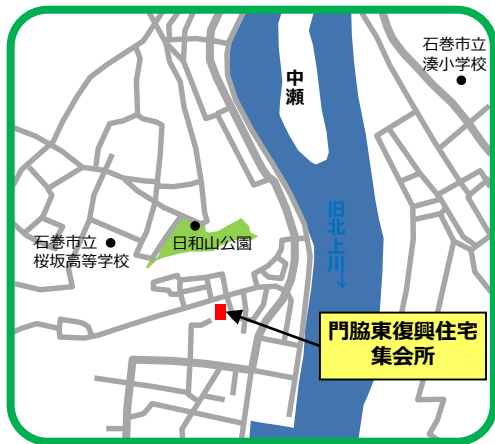 石巻市立
湊小学校
中瀬
旧北上川→
日和山公園
石巻市立
桜坂高等学校
門脇東復興住宅
集会所